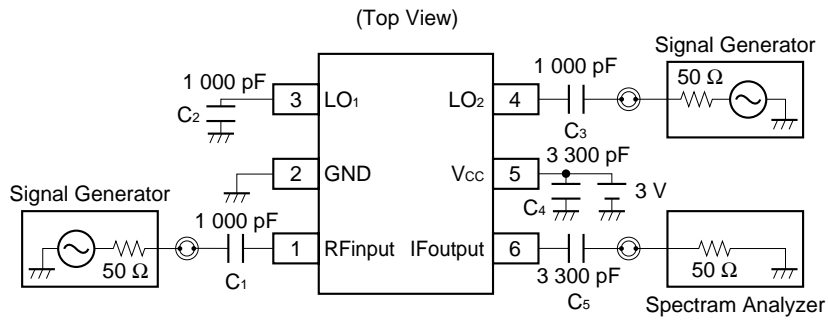 (Top View)
Signal Generator
1 000 pF
1 000 pF
50 Ω
3
LO1
LO2
4
C2
C3
3 300 pF
2
GND
VCC
5
C4
3 V
Signal Generator
1 000 pF
1
RFinput
IFoutput
6
50 Ω
C1
3 300 pF
C5
50 Ω
Spectram Analyzer